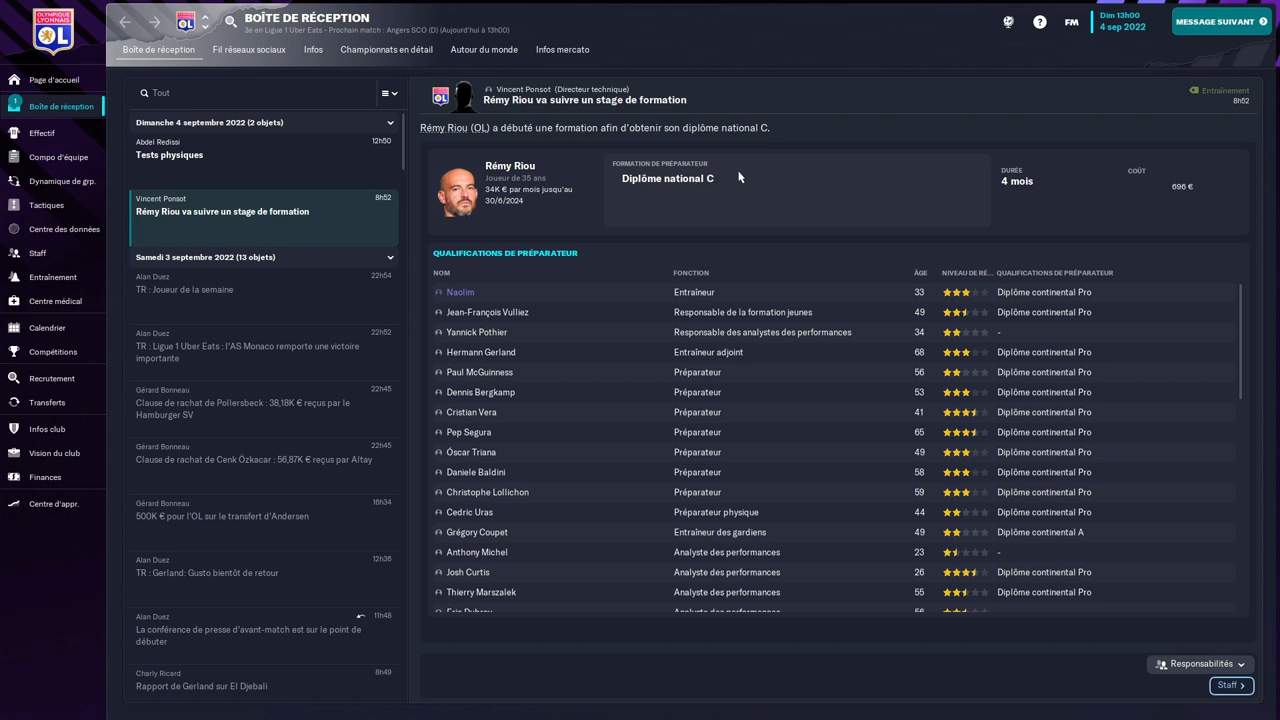 OLYMPIQUE
LYONNAIS
OL
BOÎTE DE RÉCEPTION
3e en Ligne 1 Uber Eats - Prochain match : Angers SCO (D) (Aujourd'hui à 13h00)
FM
Dim 13h00
4 sep 2022
MESSAGE SUIVANT
Boîte de réception
Fil réseaux sociaux
Infos
Championnats en détail
Autour du monde
Infos mercato
Page d'accueil
1
Boîte de réception
Effectif
Compo d'équipe
Dynamique de grp.
Tactiques
Centre des données
Staff
Entraînement
Centre médical
Calendrier
Compétitions
Recrutement
Transferts
Infos club
Vision du club
Finances
Centre d'appr.
Tout
Dimanche 4 septembre 2022 (2 objets)
Abdel Redissi 12h50
Tests physiques
Vincent Ponsot 8h52
Rémy Riou va suivre un stage de formation
Samedi 3 septembre 2022 (13 objets)
Alan Duez 22h54
TR : Joueur de la semaine
Alan Duez 22h52
TR : Ligue 1 Uber Eats : l'AS Monaco remporte une victoire
importante
Gérard Bonneau 22h45
Clause de rachat de Pollersbeck : 38,18K € reçus par le
Hamburger SV
Gérard Bonneau 22h45
Clause de rachat de Cenk Özkacar : 56,87K € reçus par Altay
Gérard Bonneau 16h34
500K € pour l'OL sur le transfert d'Andersen
Alan Duez 12h36
TR : Gerland: Gusto bientôt de retour
Alan Duez 11h48
La conférence de presse d'avant-match est sur le point de
débuter
Charly Ricard 8h49
Rapport de Gerland sur El Djebali
Vincent Ponsot (Directeur technique)
Rémy Riou va suivre un stage de formation
Entraînement
8h52
Rémy Riou (OL) a débuté une formation afin d'obtenir son diplôme national C.
Rémy Riou
Joueur de 35 ans
34K € par mois jusqu'au
30/6/2024
FORMATION DE PRÉPARATEUR
Diplôme national C
DURÉE
4 mois
COÛT
696 €
QUALIFICATIONS DE PRÉPARATEUR
NOM FONCTION ÂGE NIVEAU DE RÉ... QUALIFICATIONS DE PRÉPARATEUR
Naolim Entraîneur 33 Diplôme continental Pro
Jean-François Vulliez Responsable de la formation jeunes 49 Diplôme continental Pro
Yannick Pothier Responsable des analystes des performances 34 -
Hermann Gerland Entraîneur adjoint 68 Diplôme continental Pro
Paul McGuinness Préparateur 56 Diplôme continental Pro
Dennis Bergkamp Préparateur 53 Diplôme continental Pro
Cristian Vera Préparateur 41 Diplôme continental Pro
Pep Segura Préparateur 65 Diplôme continental Pro
Óscar Triana Préparateur 49 Diplôme continental Pro
Daniele Baldini Préparateur 58 Diplôme continental Pro
Christophe Lollichon Préparateur 59 Diplôme continental Pro
Cedric Uras Préparateur physique 44 Diplôme continental Pro
Grégory Coupet Entraîneur des gardiens 49 Diplôme continental A
Anthony Michel Analyste des performances 23 -
Josh Curtis Analyste des performances 26 Diplôme continental Pro
Thierry Marszalek Analyste des performances 55 Diplôme continental Pro
Analyste des performances 56
Responsabilités
Staff